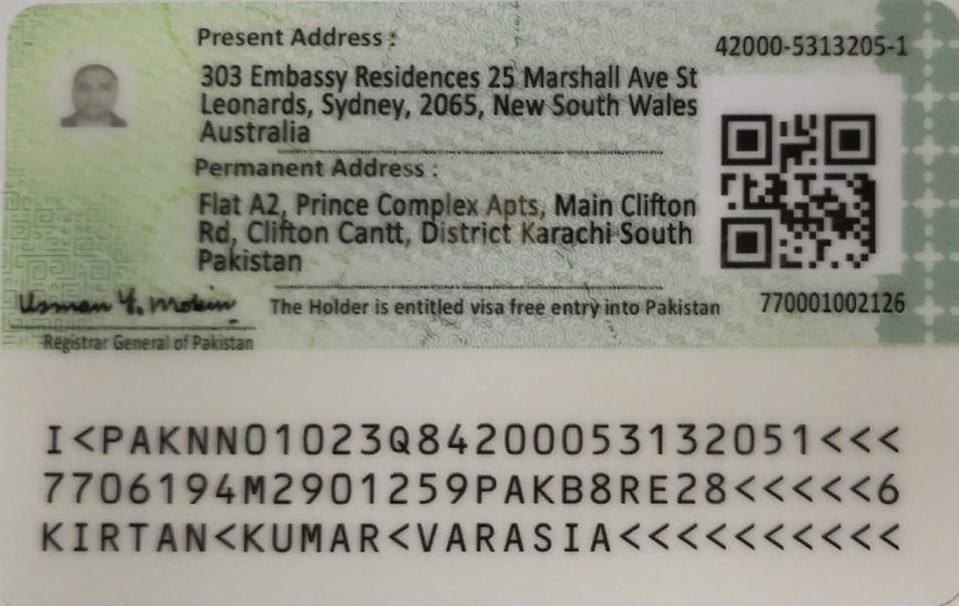 Present Address :
42000-5313205-1
303 Embassy Residences 25 Marshall Ave St
Leonards, Sydney, 2065, New South Wales
Australia
Permanent Address :
Flat A2, Prince Complex Apts, Main Clifton
Rd, Clifton Cantt, District Karachi South
Pakistan
Usman Y. Mobin
The Holder is entitled visa free entry into Pakistan
770001002126
Registrar General of Pakistan
I<PAKNN01023Q84200053132051<<<
7706194M2901259PAKB8RE28<<<<<6
KIRTAN<KUMAR<VARASIA<<<<<<<<<<